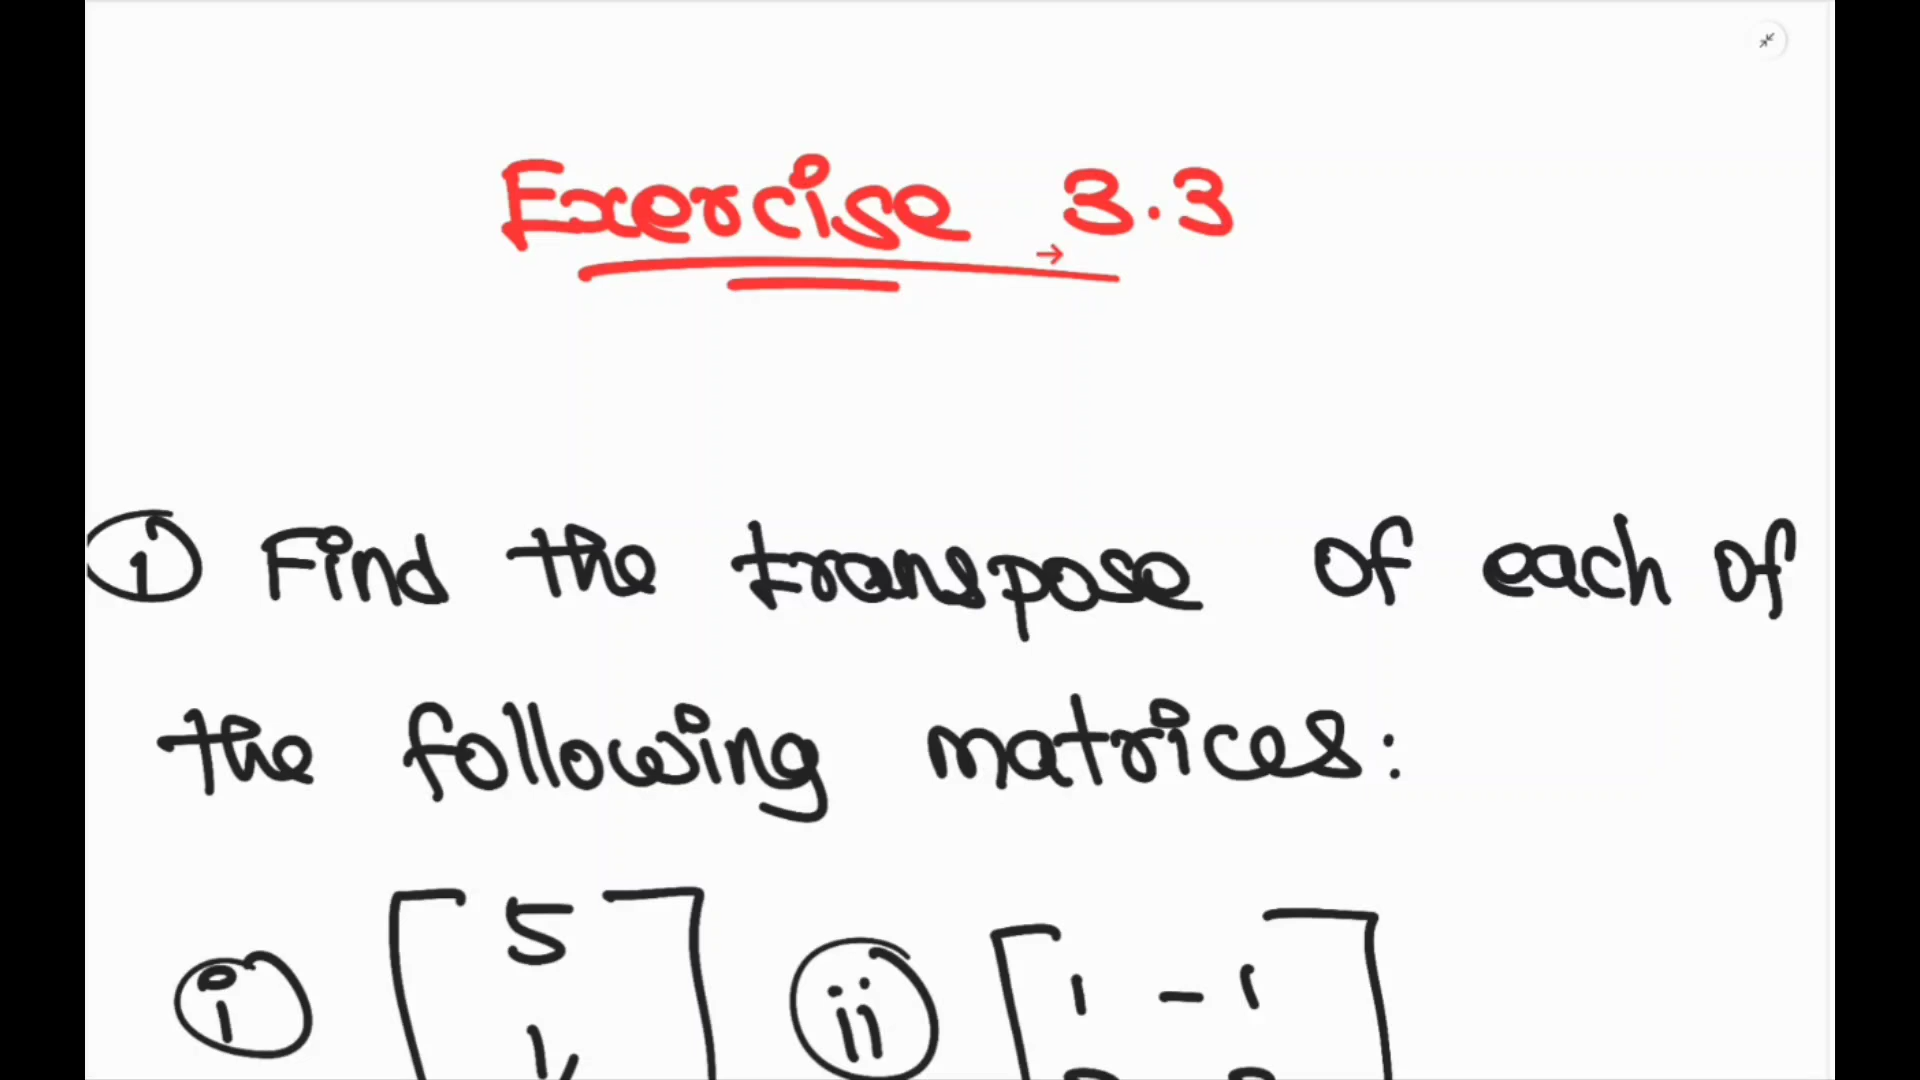 Exercise 3.3
① Find the transpose of each of
the following matrices:
ⓘ [5 ii [1 -1]